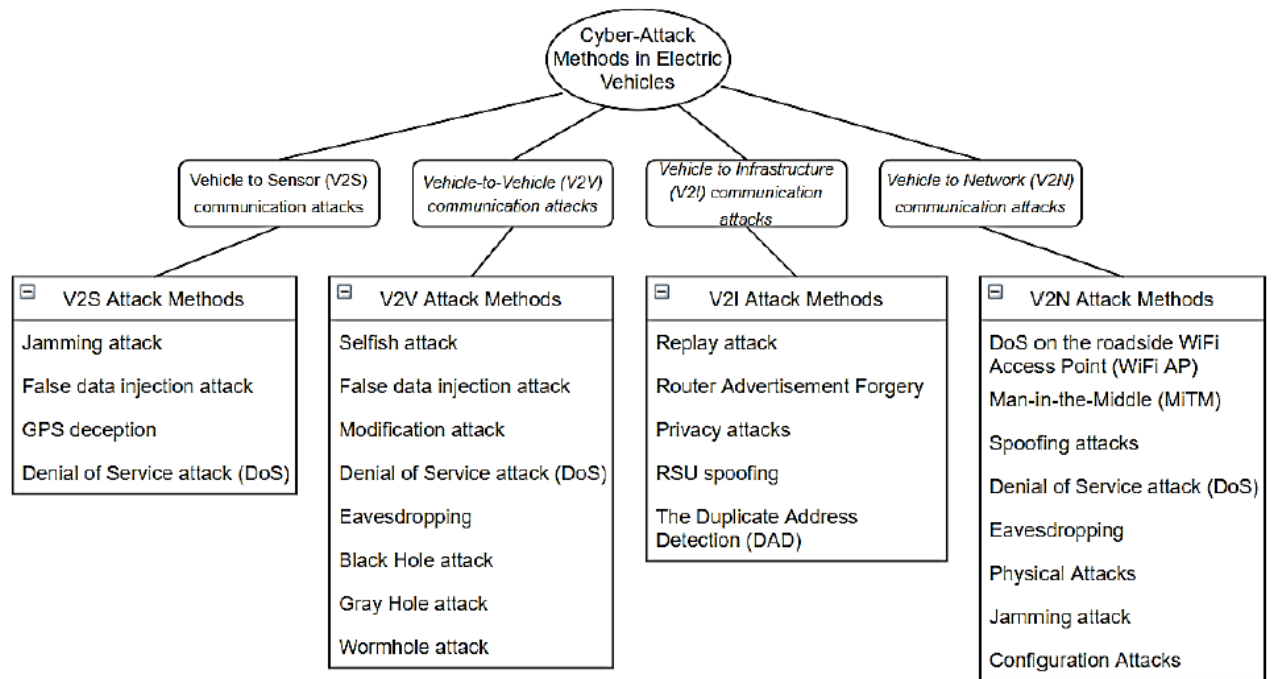 Cyber-Attack
Methods in Electric
Vehicles
Vehicle to Sensor (V2S)
communication attacks
Vehicle-to-Vehicle (V2V)
communication attacks
Vehicle to Infrastructure
(V2I) communication
attacks
Vehicle to Network (V2N)
communication attacks
V2S Attack Methods
Jamming attack
False data injection attack
GPS deception
Denial of Service attack (DoS)
V2V Attack Methods
Selfish attack
False data injection attack
Modification attack
Denial of Service attack (DoS)
Eavesdropping
Black Hole attack
Gray Hole attack
Wormhole attack
V2I Attack Methods
Replay attack
Router Advertisement Forgery
Privacy attacks
RSU spoofing
The Duplicate Address
Detection (DAD)
V2N Attack Methods
DoS on the roadside WiFi
Access Point (WiFi AP)
Man-in-the-Middle (MiTM)
Spoofing attacks
Denial of Service attack (DoS)
Eavesdropping
Physical Attacks
Jamming attack
Configuration Attacks